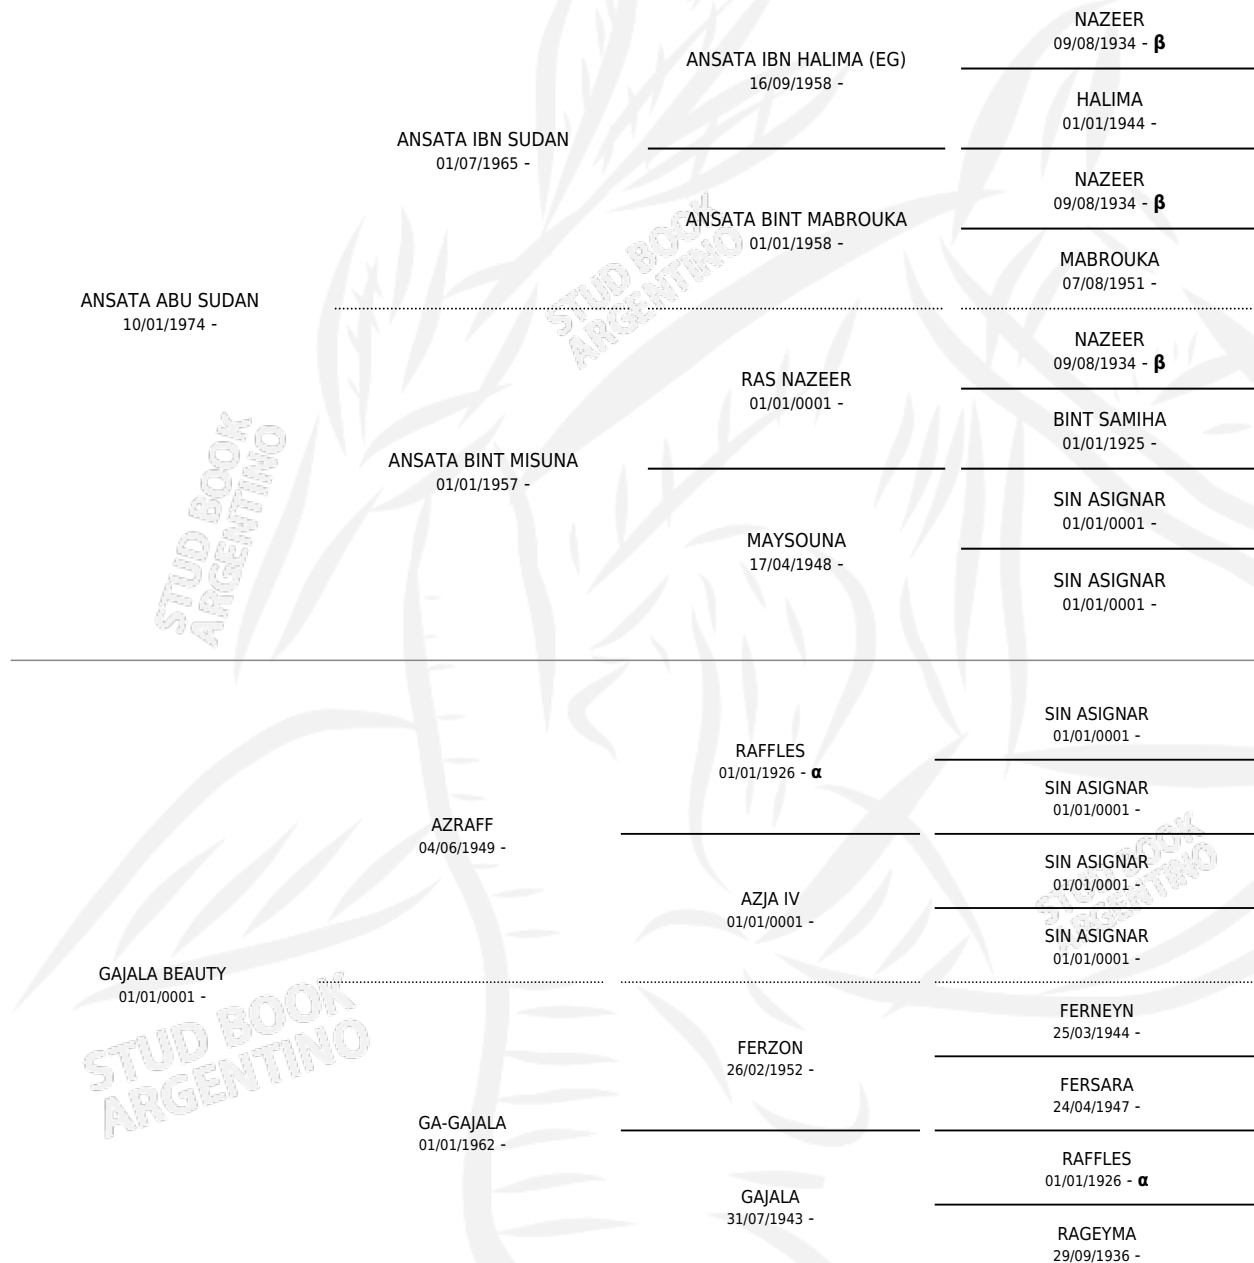 NAZEER
09/08/1934 - β
ANSATA IBN HALIMA (EG)
16/09/1958 -
HALIMA
01/01/1944 -
ANSATA IBN SUDAN
01/07/1965 -
NAZEER
09/08/1934 - β
ANSATA BINT MABROUKA
01/01/1958 -
MABROUKA
07/08/1951 -
ANSATA ABU SUDAN
10/01/1974 -
NAZEER
09/08/1934 - β
RAS NAZEER
01/01/0001 -
BINT SAMIHA
01/01/1925 -
ANSATA BINT MISUNA
01/01/1957 -
SIN ASIGNAR
01/01/0001 -
MAYSOUNA
17/04/1948 -
SIN ASIGNAR
01/01/0001 -
SIN ASIGNAR
01/01/0001 -
RAFFLES
01/01/1926 - α
SIN ASIGNAR
01/01/0001 -
AZRAFF
04/06/1949 -
SIN ASIGNAR
01/01/0001 -
AZJA IV
01/01/0001 -
SIN ASIGNAR
01/01/0001 -
GAJALA BEAUTY
01/01/0001 -
FERNEYN
25/03/1944 -
FERZON
26/02/1952 -
FERSARA
24/04/1947 -
GA-GAJALA
01/01/1962 -
RAFFLES
01/01/1926 - α
GAJALA
31/07/1943 -
RAGEYMA
29/09/1936 -
STUD BOOK
ARGENTINO
STUD BOOK
ARGENTINO
STUD BOOK
ARGENTINO
STUD BOOK
ARGENTINO